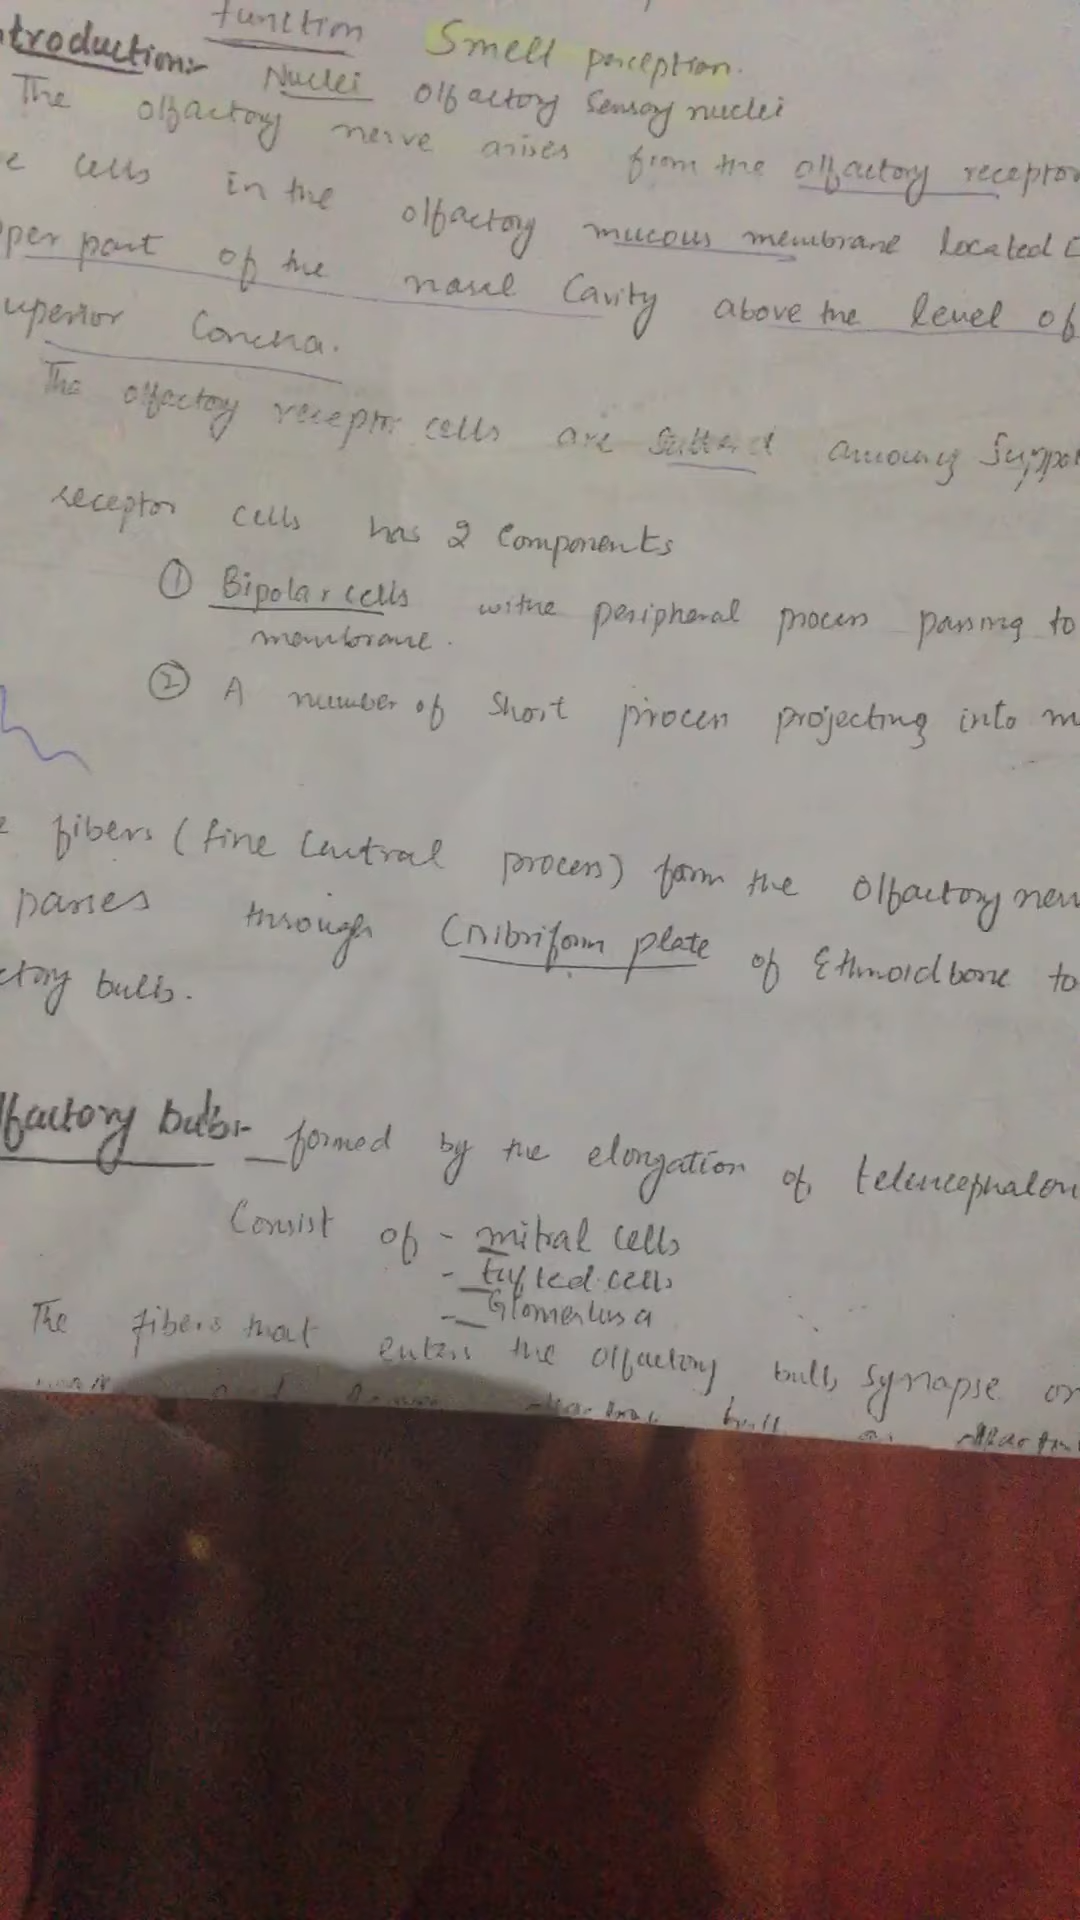 function Smell perception.
ntroduction:-
Nuclei olfactory Sensory nuclei
The olfactory nerve arises from the olfactory receptor
e cells in the olfactory mucous membrane located i
pper part of the nasal Cavity above the level of
uperior Concha.
The olfactory receptor cells are among Suppo
receptor cells has 2 Components
① Bipolar cells withe peripheral process passing to
membrane.
② A number of short process projecting into m
e fibers (fine Central process) form the olfactory nerv
passes through Cribriform plate of Ethmoid bone to
ctory bulb.
lfactory bulb:- formed by the elongation of telencephalon
Consist of - mitral cells
- tufted cells
- Glomerulus a
The fibers that enters the olfactory bulb synapse on